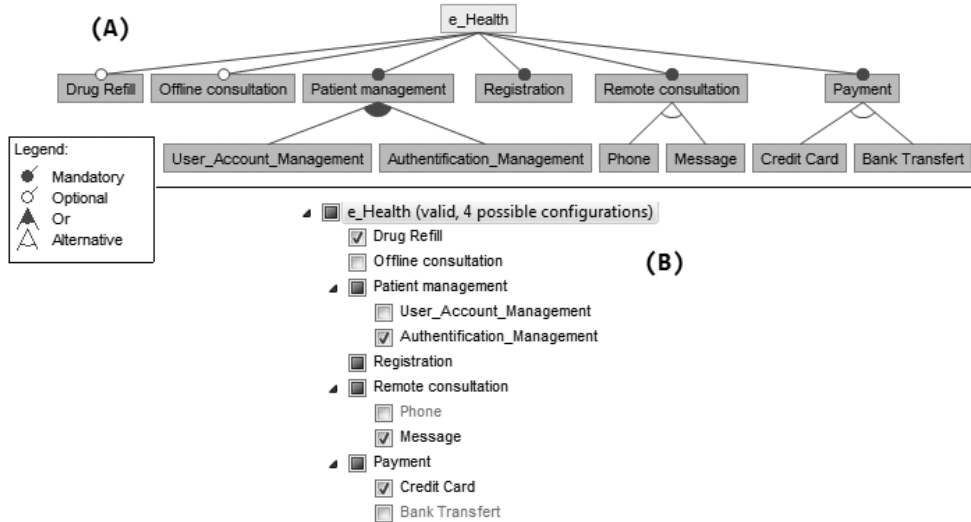 (A)
e_Health
Drug Refill
Offline consultation
Patient management
Registration
Remote consultation
Payment
User_Account_Management
Authentification_Management
Phone
Message
Credit Card
Bank Transfert
Legend:
Mandatory
Optional
Or
Alternative
(B)
e_Health (valid, 4 possible configurations)
Drug Refill
Offline consultation
Patient management
User_Account_Management
Authentification_Management
Registration
Remote consultation
Phone
Message
Payment
Credit Card
Bank Transfert